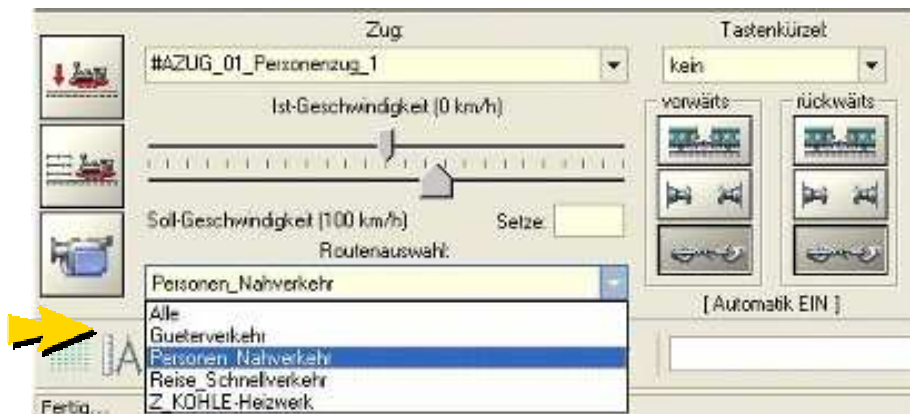 Zug:
Tastenkürzel:
#AZUG_01_Personenzug_1
kein
Ist-Geschwindigkeit (0 km/h)
vorwärts
rückwärts
Soll-Geschwindigkeit (100 km/h)
Setze:
Routenauswahl:
Personen_Nahverkehr
[ Automatik EIN ]
Alle
Gueterverkehr
Personen_Nahverkehr
Reise_Schnellverkehr
Z_KOHLE-Heizwerk
A
Fertig...